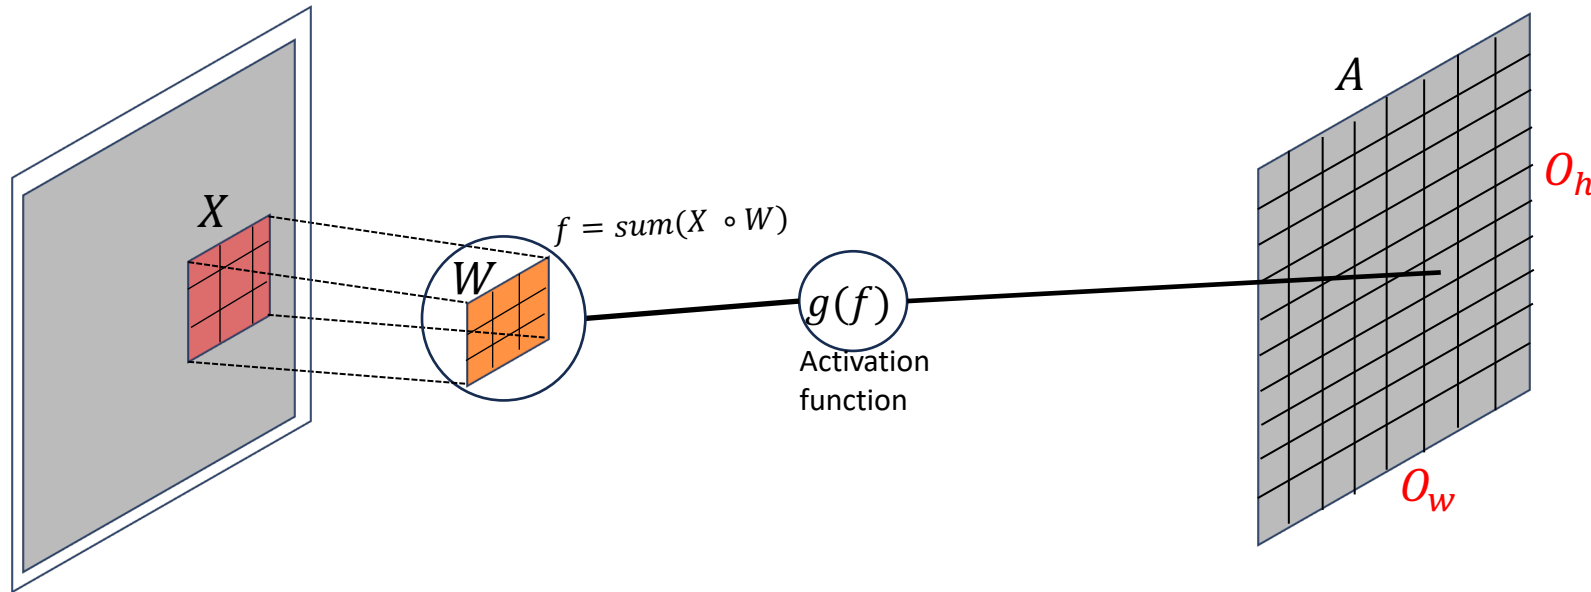 X
W
f = sum(X ∘ W)
g(f)
Activation
function
A
O_h
O_w